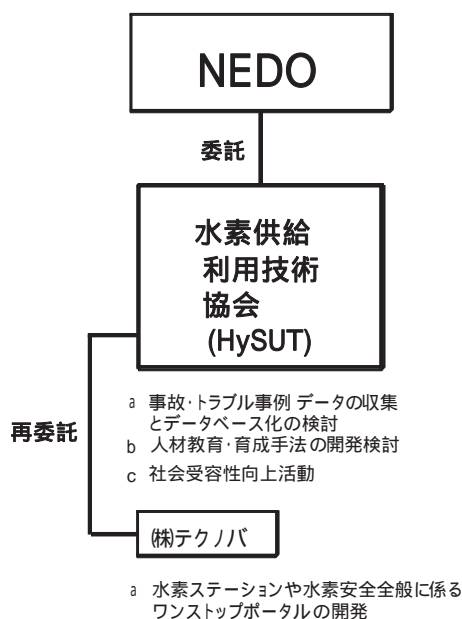 NEDO
委託
水素供給
利用技術
協会
(HySUT)
a 事故・トラブル事例 データの収集
とデータベース化の検討
b 人材教育・育成手法の開発検討
c 社会受容性向上活動
再委託
㈱テクノバ
a 水素ステーションや水素安全全般に係る
ワンストップポータルの開発